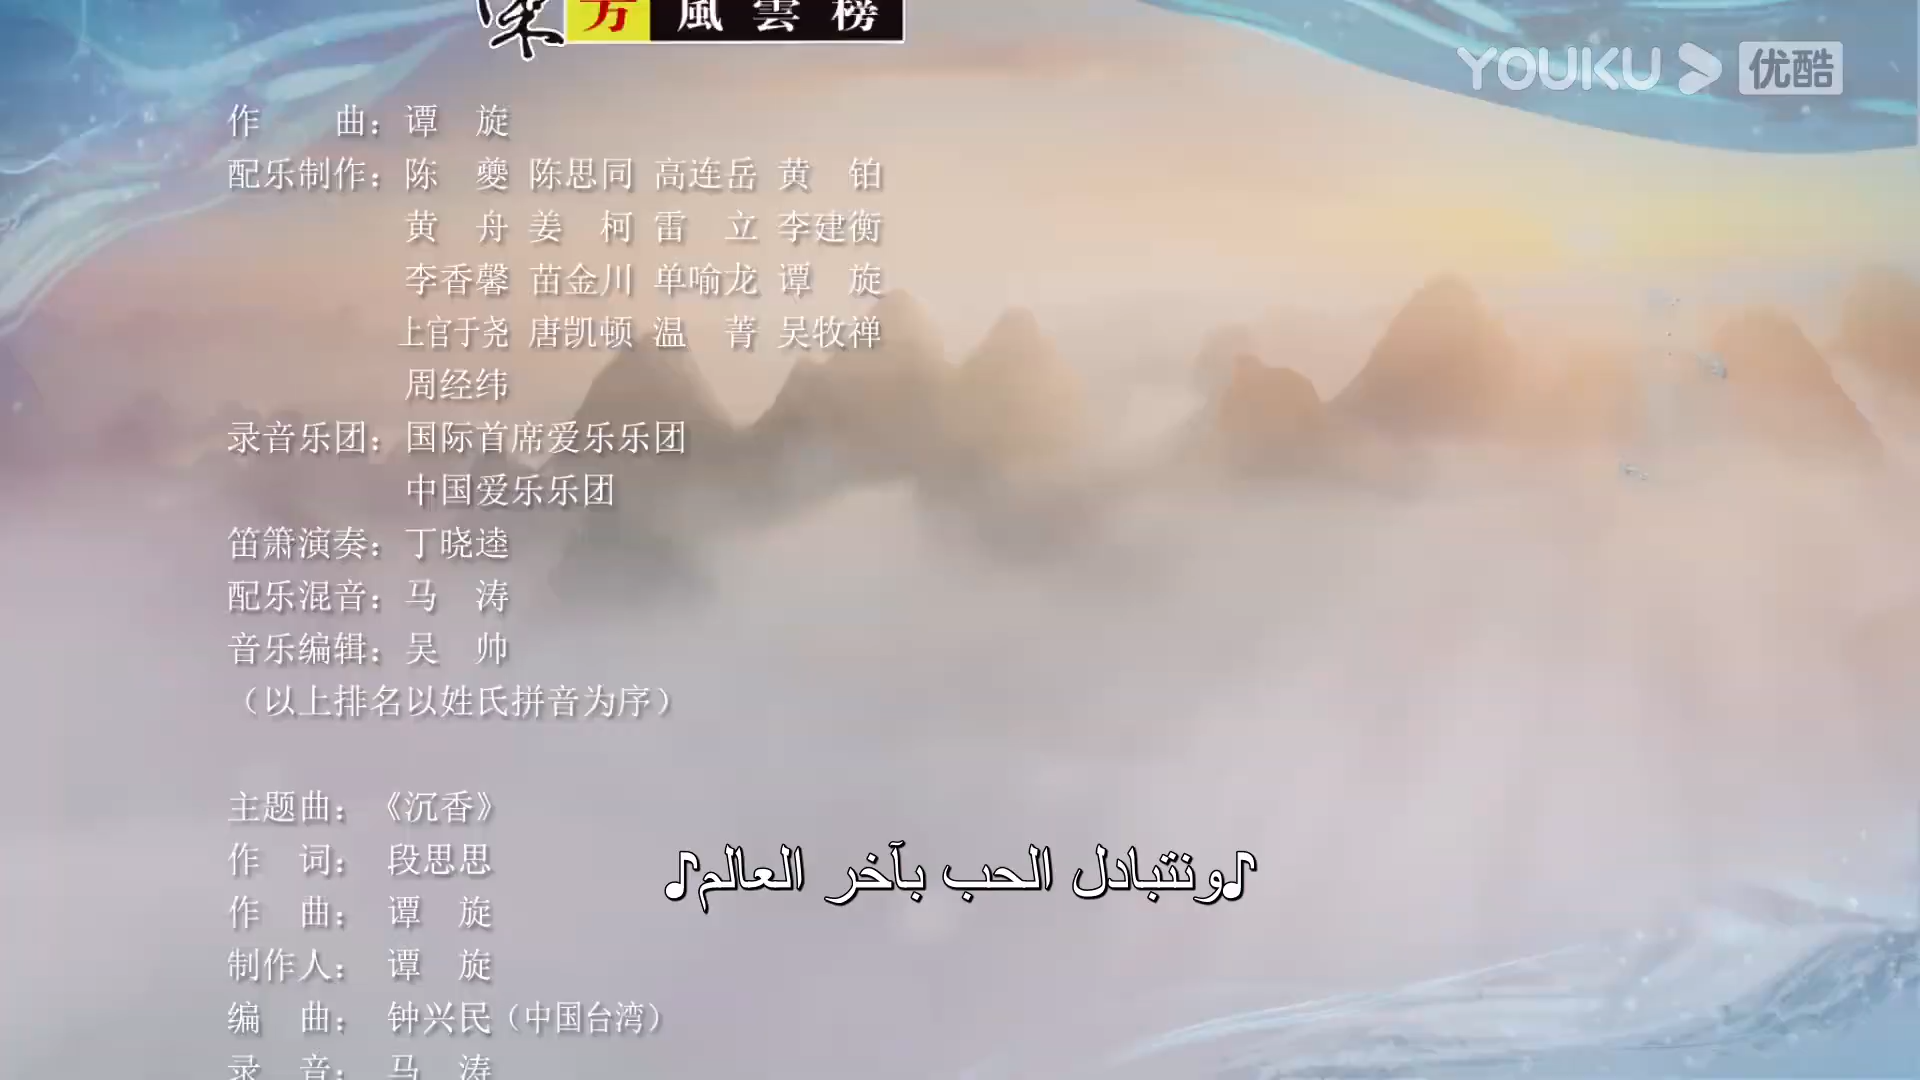 方 風 雲 榜
YOUKU 优酷
作 曲：谭 旋
配乐制作：陈 夔 陈思同 高连岳 黄 铂
黄 舟 姜 柯 雷 立 李建衡
李香馨 苗金川 单喻龙 谭 旋
上官于尧 唐凯顿 温 菁 吴牧禅
周经纬
录音乐团：国际首席爱乐乐团
中国爱乐乐团
笛箫演奏：丁晓逵
配乐混音：马 涛
音乐编辑：吴 帅
（以上排名以姓氏拼音为序）
主题曲：《沉香》
作 词：段思思
♪ونتبادل الحب بآخر العالم♪
作 曲：谭 旋
制作人：谭 旋
编 曲：钟兴民（中国台湾）
录 音：马 涛